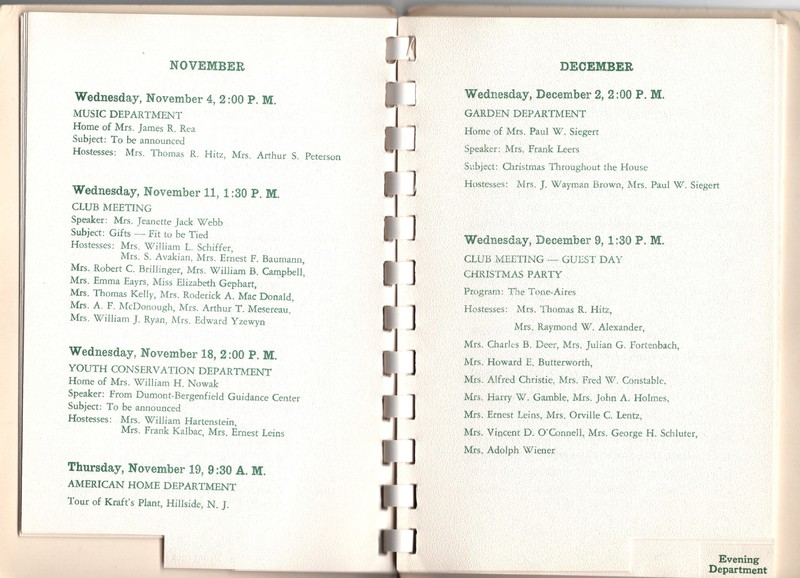 NOVEMBER
Wednesday, November 4, 2:00 P. M.
MUSIC DEPARTMENT
Home of Mrs. James R. Rea
Subject: To be announced
Hostesses: Mrs. Thomas R. Hitz, Mrs. Arthur S. Peterson
Wednesday, November 11, 1:30 P. M.
CLUB MEETING
Speaker: Mrs. Jeanette Jack Webb
Subject: Gifts — Fit to be Tied
Hostesses: Mrs. William L. Schiffer,
Mrs. S. Avakian, Mrs. Ernest F. Baumann,
Mrs. Robert C. Brillinger, Mrs. William B. Campbell,
Mrs. Emma Eayrs, Miss Elizabeth Gephart,
Mrs. Thomas Kelly, Mrs. Roderick A. Mac Donald,
Mrs. A. F. McDonough, Mrs. Arthur T. Mesereau,
Mrs. William J. Ryan, Mrs. Edward Yzewyn
Wednesday, November 18, 2:00 P. M.
YOUTH CONSERVATION DEPARTMENT
Home of Mrs. William H. Nowak
Speaker: From Dumont-Bergenfield Guidance Center
Subject: To be announced
Hostesses: Mrs. William Hartenstein,
Mrs. Frank Kalbac, Mrs. Ernest Leins
Thursday, November 19, 9:30 A. M.
AMERICAN HOME DEPARTMENT
Tour of Kraft's Plant, Hillside, N. J.
DECEMBER
Wednesday, December 2, 2:00 P. M.
GARDEN DEPARTMENT
Home of Mrs. Paul W. Siegert
Speaker: Mrs. Frank Leers
Subject: Christmas Throughout the House
Hostesses: Mrs. J. Wayman Brown, Mrs. Paul W. Siegert
Wednesday, December 9, 1:30 P. M.
CLUB MEETING — GUEST DAY
CHRISTMAS PARTY
Program: The Tone-Aires
Hostesses: Mrs. Thomas R. Hitz,
Mrs. Raymond W. Alexander,
Mrs. Charles B. Deer, Mrs. Julian G. Fortenbach,
Mrs. Howard E. Butterworth,
Mrs. Alfred Christie, Mrs. Fred W. Constable,
Mrs. Harry W. Gamble, Mrs. John A. Holmes,
Mrs. Ernest Leins, Mrs. Orville C. Lentz,
Mrs. Vincent D. O'Connell, Mrs. George H. Schluter,
Mrs. Adolph Wiener
Evening
Department